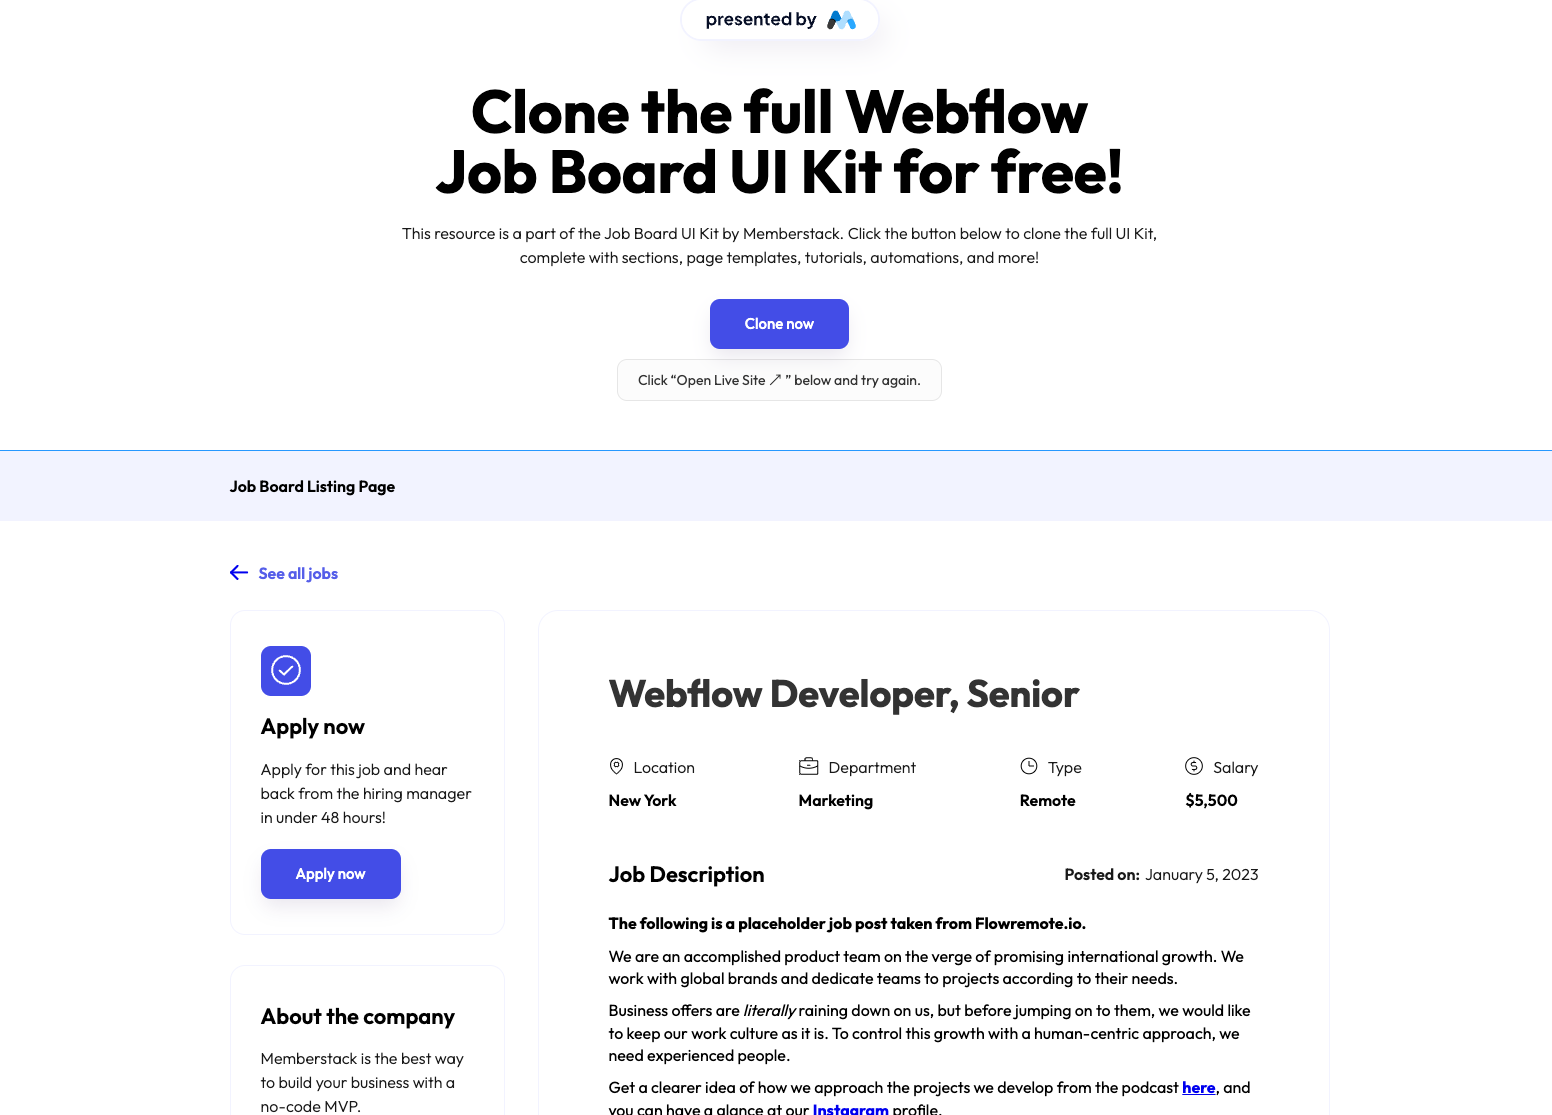 presented by
Clone the full Webflow
Job Board UI Kit for free!
This resource is a part of the Job Board UI Kit by Memberstack. Click the button below to clone the full UI Kit,
complete with sections, page templates, tutorials, automations, and more!
Clone now
Click “Open Live Site ↗ ” below and try again.
Job Board Listing Page
See all jobs
Apply now
Apply for this job and hear
back from the hiring manager
in under 48 hours!
Apply now
About the company
Memberstack is the best way
to build your business with a
no-code MVP.
Webflow Developer, Senior
Location
New York
Department
Marketing
Type
Remote
Salary
$5,500
Job Description
Posted on: January 5, 2023
The following is a placeholder job post taken from Flowremote.io.
We are an accomplished product team on the verge of promising international growth. We
work with global brands and dedicate teams to projects according to their needs.
Business offers are literally raining down on us, but before jumping on to them, we would like
to keep our work culture as it is. To control this growth with a human-centric approach, we
need experienced people.
Get a clearer idea of how we approach the projects we develop from the podcast here, and
you can have a glance at our Instagram profile.